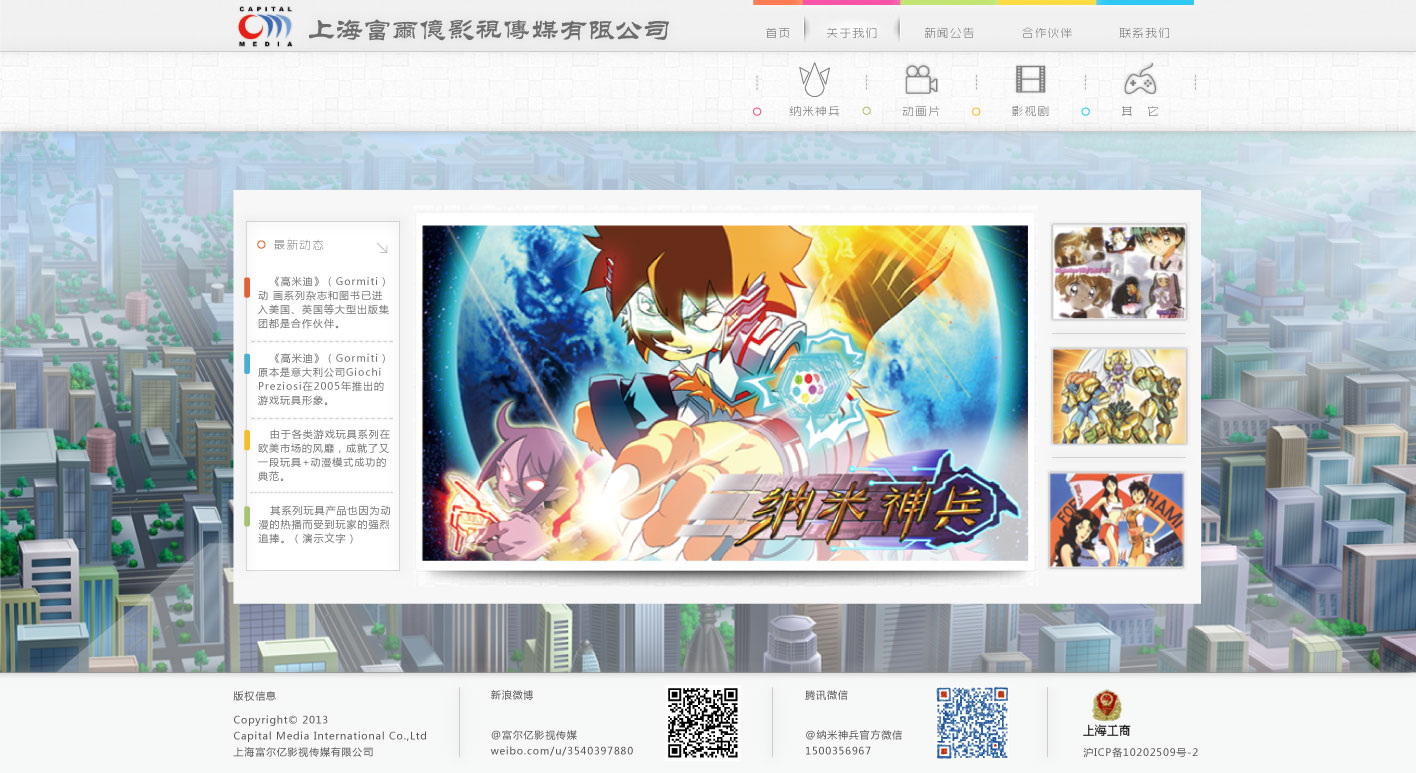 CAPITAL
MEDIA
上海富爾億影視傳媒有限公司
首页
关于我们
新闻公告
合作伙伴
联系我们
纳米神兵
动画片
影视剧
其 它
最新动态
《高米迪》（Gormiti）
动 画系列杂志和图书已进
入美国、英国等大型出版集
团都是合作伙伴。
《高米迪》（Gormiti）
原本是意大利公司Giochi
Preziosi在2005年推出的
游戏玩具形象。
由于各类游戏玩具系列在
欧美市场的风靡，成就了又
一段玩具+动漫模式成功的
典范。
其系列玩具产品也因为动
漫的热播而受到玩家的强烈
追捧。（演示文字）
纳米神兵
版权信息
Copyright© 2013
Capital Media International Co.,Ltd
上海富尔亿影视传媒有限公司
新浪微博
@富尔亿影视传媒
weibo.com/u/3540397880
腾讯微信
@纳米神兵官方微信
1500356967
上海工商
沪ICP备10202509号-2